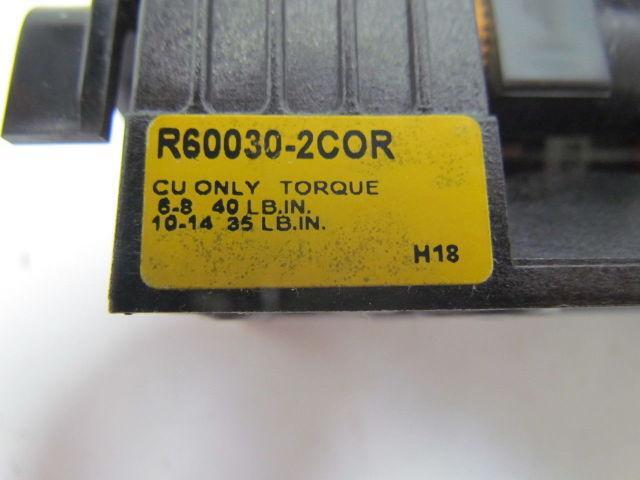 R60030-2COR
CU ONLY TORQUE
6-8 40 LB.IN.
10-14 35 LB.IN.
H18